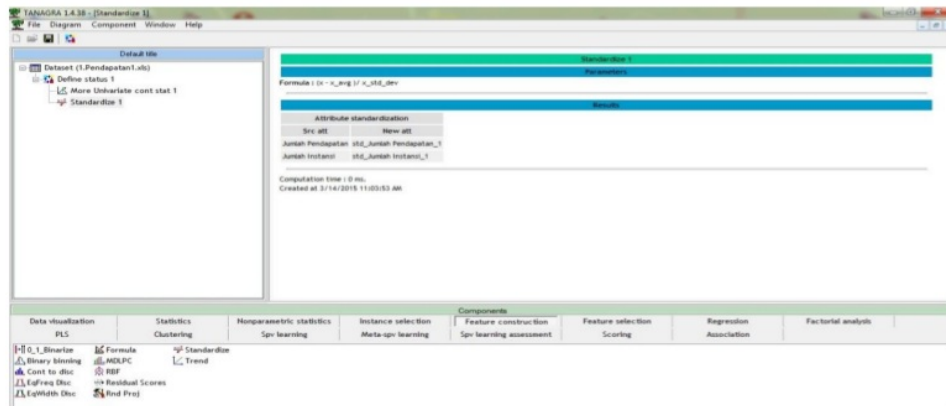 TANAGRA 1.4.38 - [Standardize 1]
File Diagram Component Window Help
Default title
Dataset (1.Pendapatan1.xls)
Define status 1
More Univariate cont stat 1
Standardize 1
Standardize 1
Parameters
Formula : (x - x_avg )/ x_std_dev
Results
Attribute standardization
Src att New att
Jumlah Pendapatan std_Jumlah Pendapatan_1
Jumlah Instansi std_Jumlah Instansi_1
Computation time : 0 ms.
Created at 3/14/2015 11:03:53 AM
Components
Data visualization Statistics Nonparametric statistics Instance selection Feature construction Feature selection Regression Factorial analysis
PLS Clustering Spv learning Meta-spv learning Spv learning assessment Scoring Association
0_1_Binarize Formula Standardize
Binary binning MDLPC Trend
Cont to disc RBF
EqFreq Disc Residual Scores
EqWidth Disc Rnd Proj